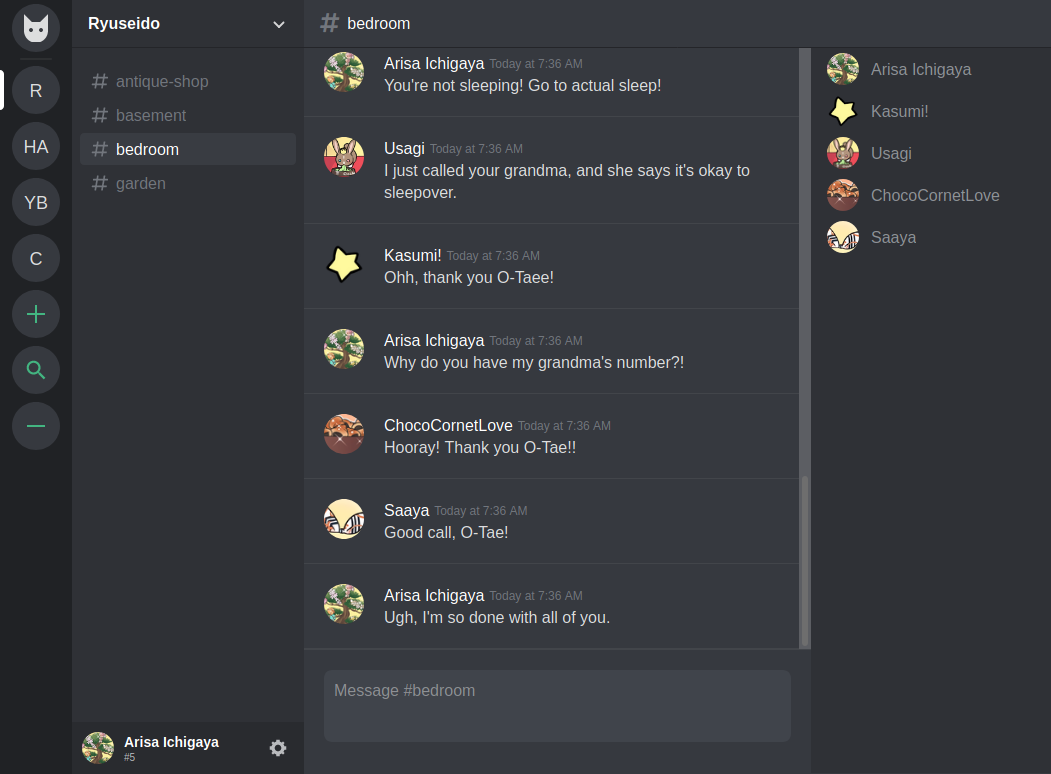 R
HA
YB
C
Ryuseido
# antique-shop
# basement
# bedroom
# garden
Arisa Ichigaya
#5
# bedroom
Arisa Ichigaya Today at 7:36 AM
You're not sleeping! Go to actual sleep!
Usagi Today at 7:36 AM
I just called your grandma, and she says it's okay to
sleepover.
Kasumi! Today at 7:36 AM
Ohh, thank you O-Taee!
Arisa Ichigaya Today at 7:36 AM
Why do you have my grandma's number?!
ChocoCornetLove Today at 7:36 AM
Hooray! Thank you O-Tae!!
Saaya Today at 7:36 AM
Good call, O-Tae!
Arisa Ichigaya Today at 7:36 AM
Ugh, I'm so done with all of you.
Message #bedroom
Arisa Ichigaya
Kasumi!
Usagi
ChocoCornetLove
Saaya